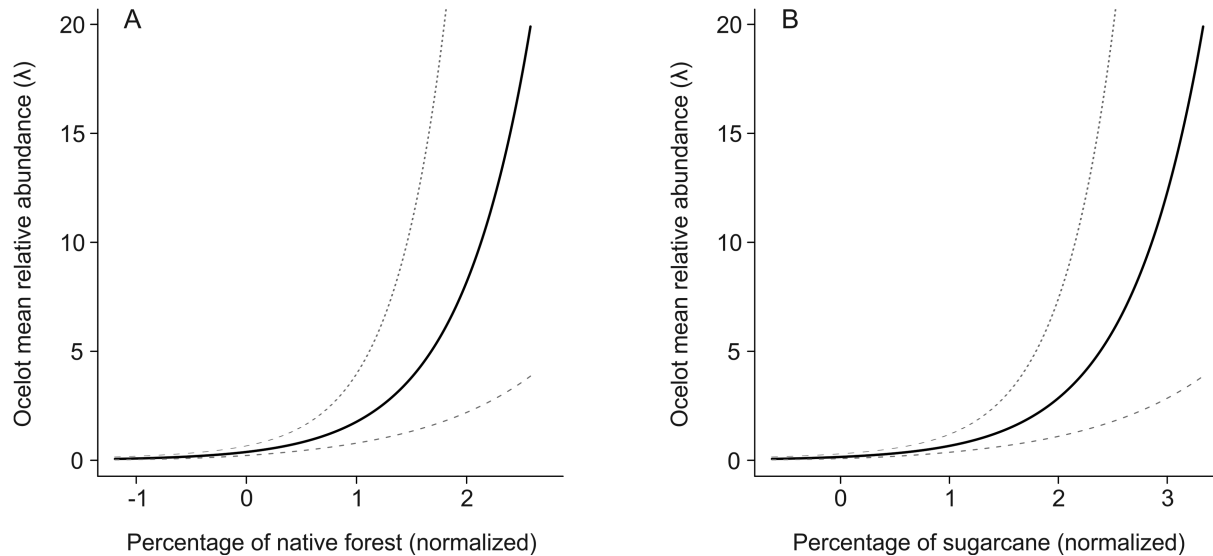 A
Ocelot mean relative abundance (λ)
20
15
10
5
0
-1 0 1 2
Percentage of native forest (normalized)
B
Ocelot mean relative abundance (λ)
20
15
10
5
0
0 1 2 3
Percentage of sugarcane (normalized)